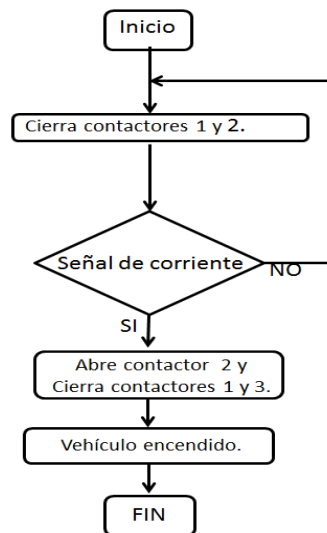 Inicio
Cierra contactores 1 y 2.
Señal de corriente
NO
SI
Abre contactor 2 y
Cierra contactores 1 y 3.
Vehículo encendido.
FIN